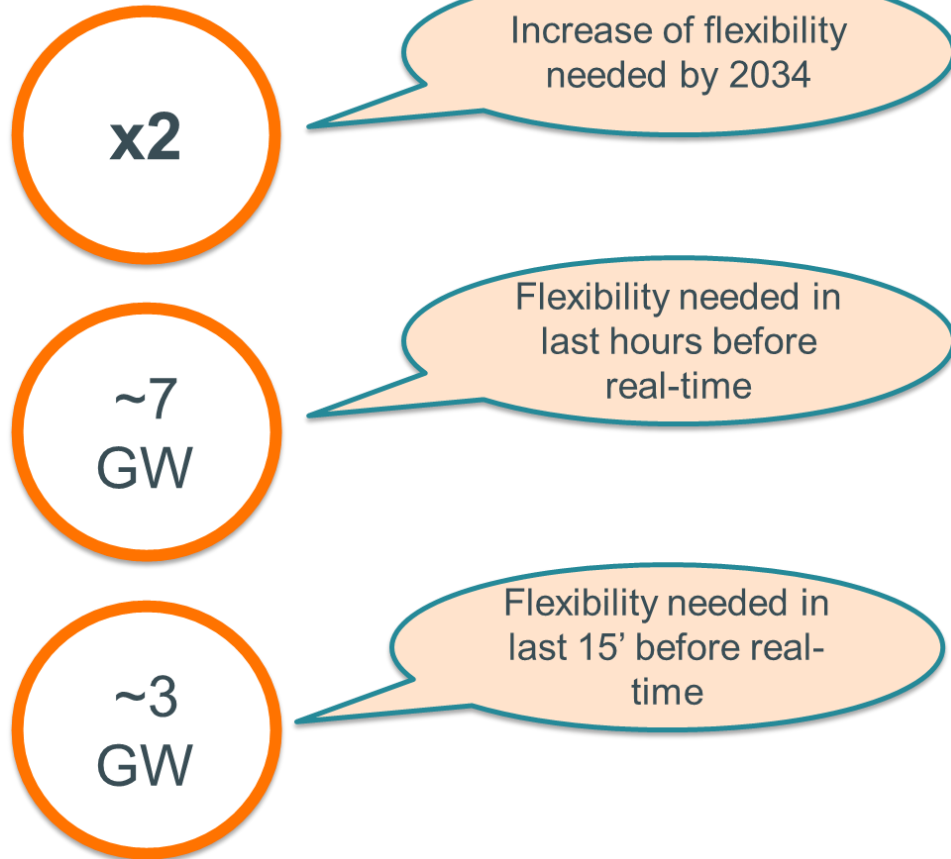 x2
Increase of flexibility
needed by 2034
~7
GW
Flexibility needed in
last hours before
real-time
~3
GW
Flexibility needed in
last 15’ before real-
time